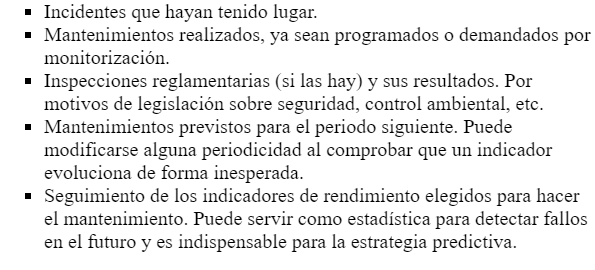 ▪ Incidentes que hayan tenido lugar.
▪ Mantenimientos realizados, ya sean programados o demandados por
monitorización.
▪ Inspecciones reglamentarias (si las hay) y sus resultados. Por
motivos de legislación sobre seguridad, control ambiental, etc.
▪ Mantenimientos previstos para el periodo siguiente. Puede
modificarse alguna periodicidad al comprobar que un indicador
evoluciona de forma inesperada.
▪ Seguimiento de los indicadores de rendimiento elegidos para hacer
el mantenimiento. Puede servir como estadística para detectar fallos
en el futuro y es indispensable para la estrategia predictiva.